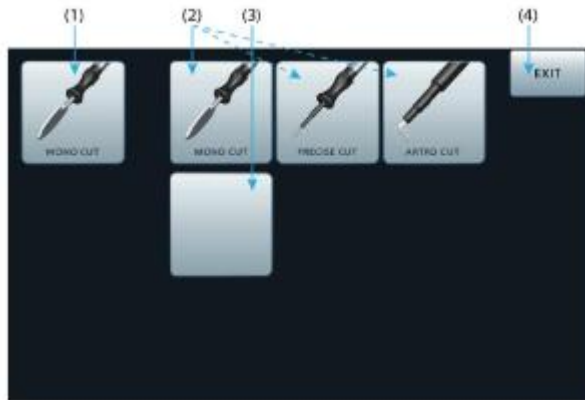 (1) (2) (3) (4)
EXIT
MONO CUT MONO CUT PRECISE CUT ARTRO CUT